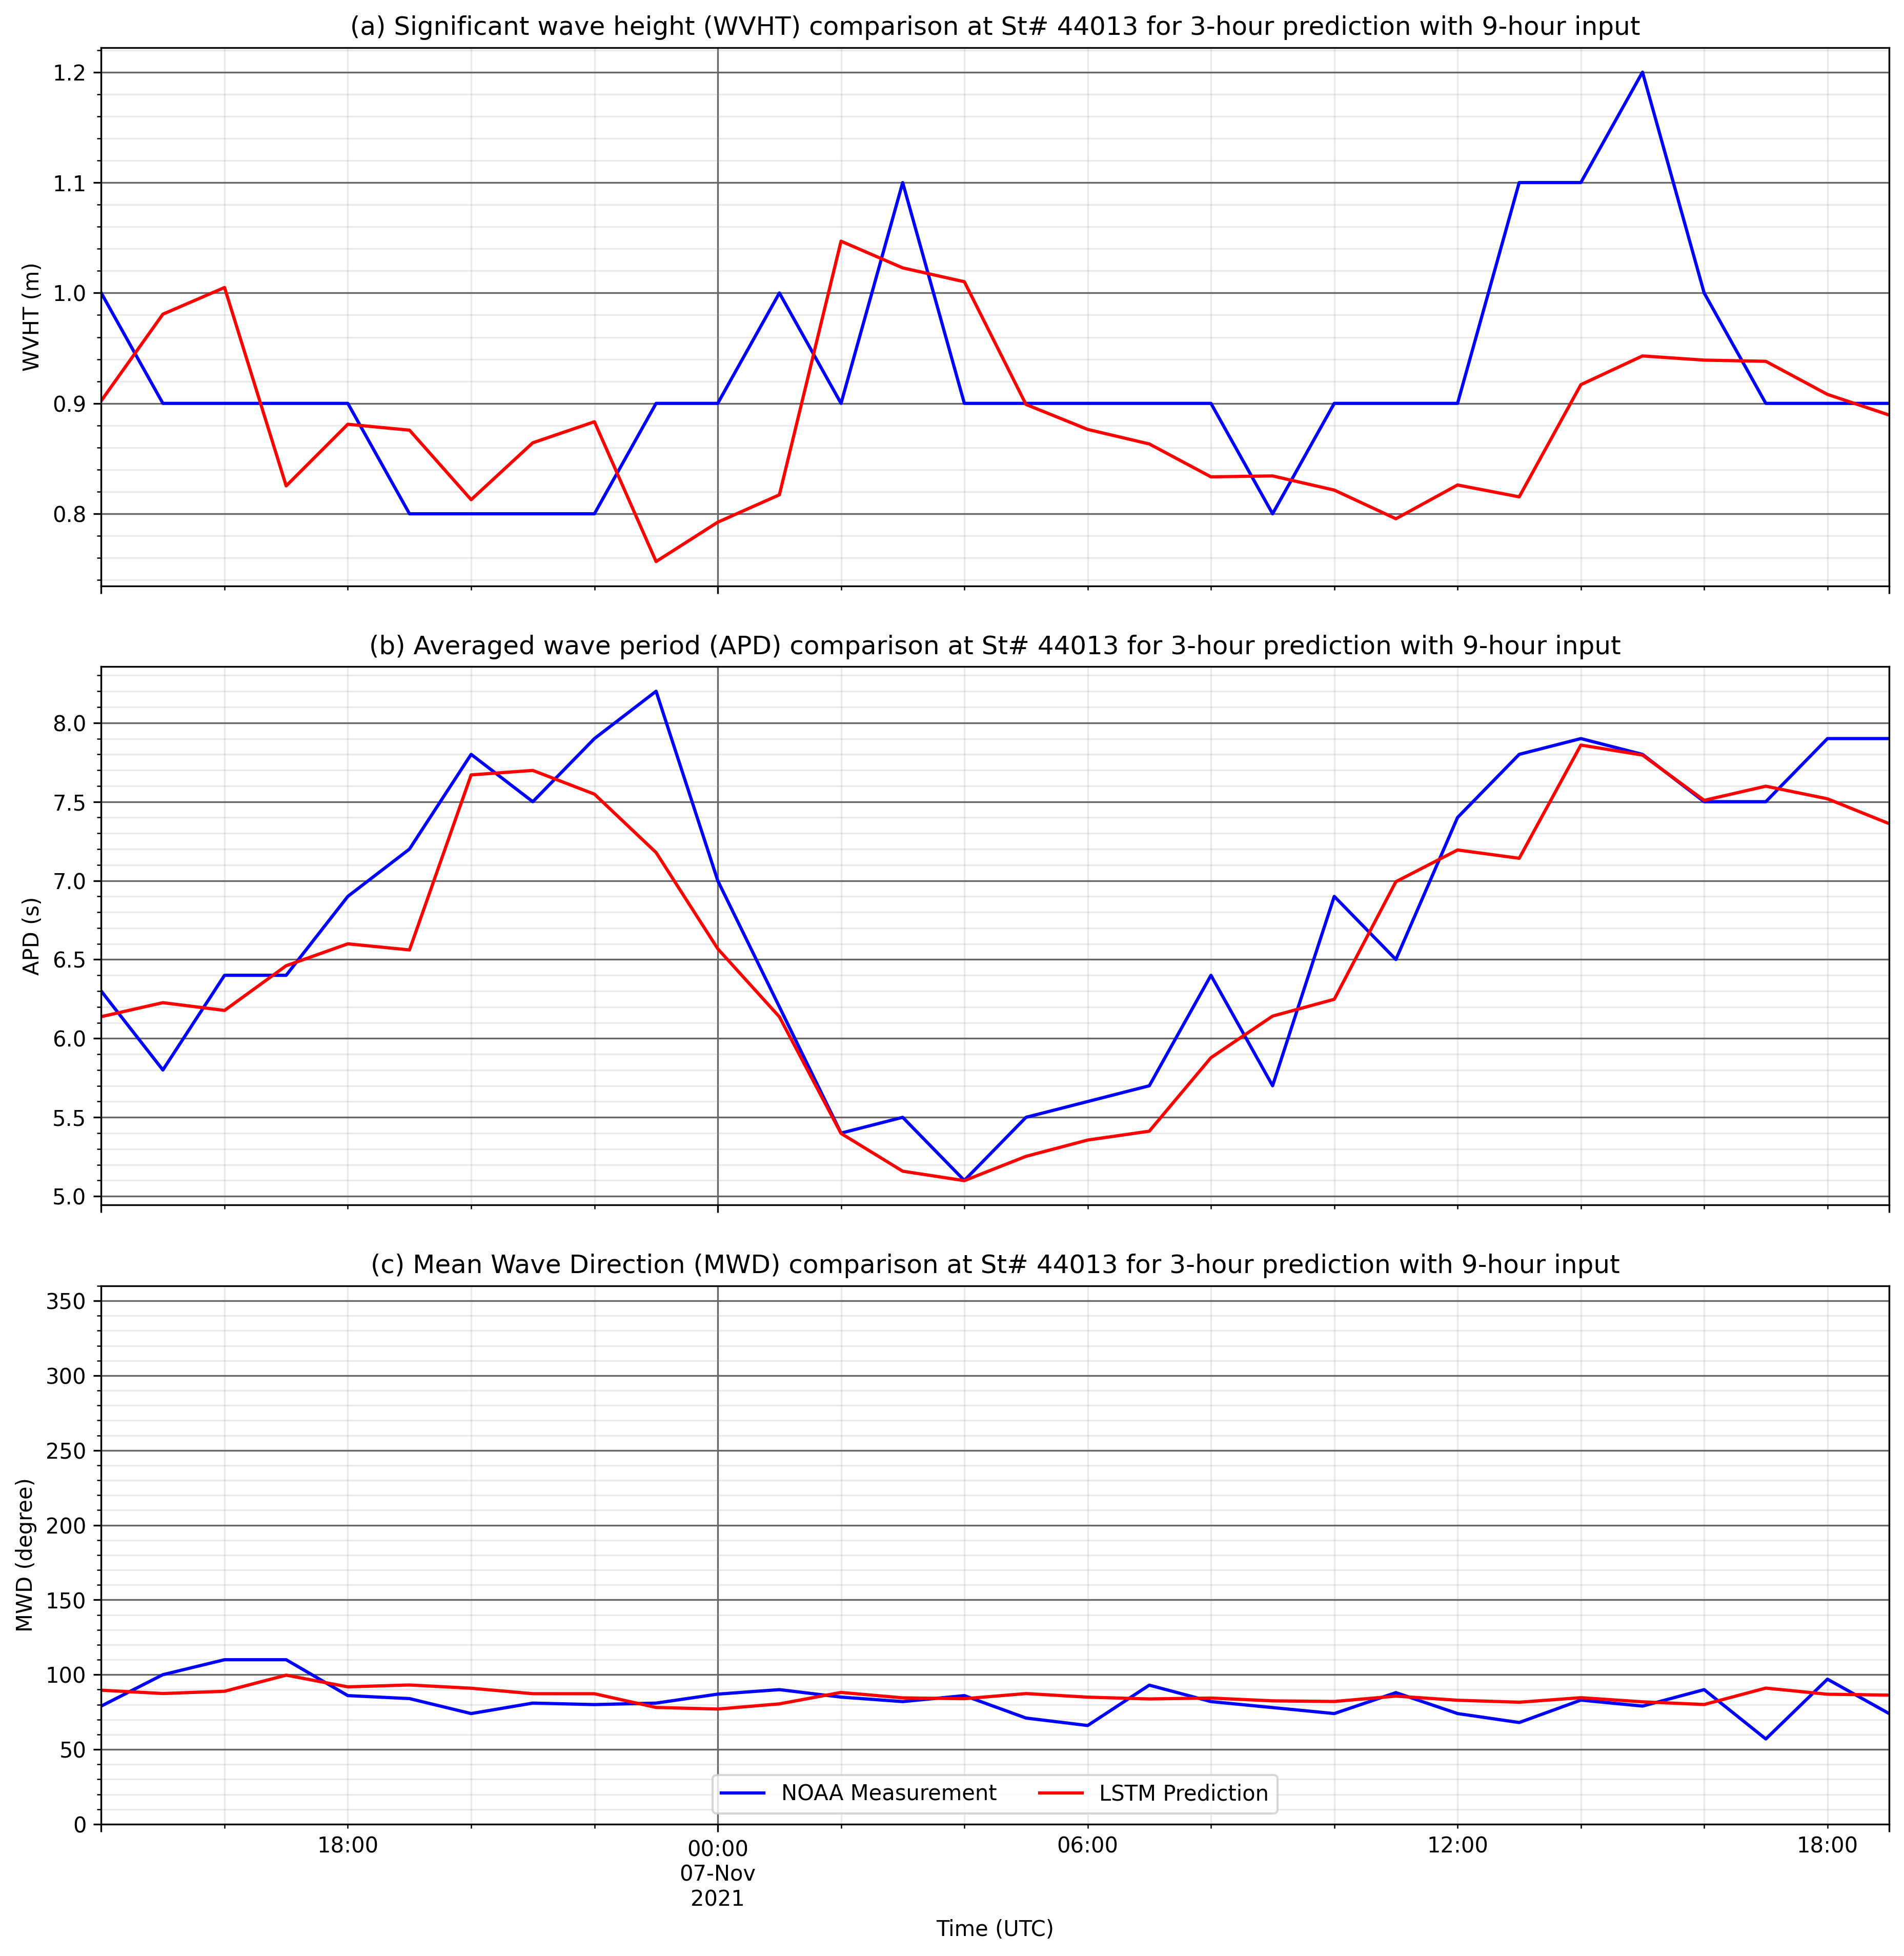 (a) Significant wave height (WVHT) comparison at St# 44013 for 3-hour prediction with 9-hour input
1.2
1.1
1.0
0.9
0.8
WVHT (m)
(b) Averaged wave period (APD) comparison at St# 44013 for 3-hour prediction with 9-hour input
8.0
7.5
7.0
6.5
6.0
5.5
5.0
APD (s)
(c) Mean Wave Direction (MWD) comparison at St# 44013 for 3-hour prediction with 9-hour input
350
300
250
200
150
100
50
0
MWD (degree)
NOAA Measurement LSTM Prediction
18:00 00:00 06:00 12:00 18:00
07-Nov
2021
Time (UTC)